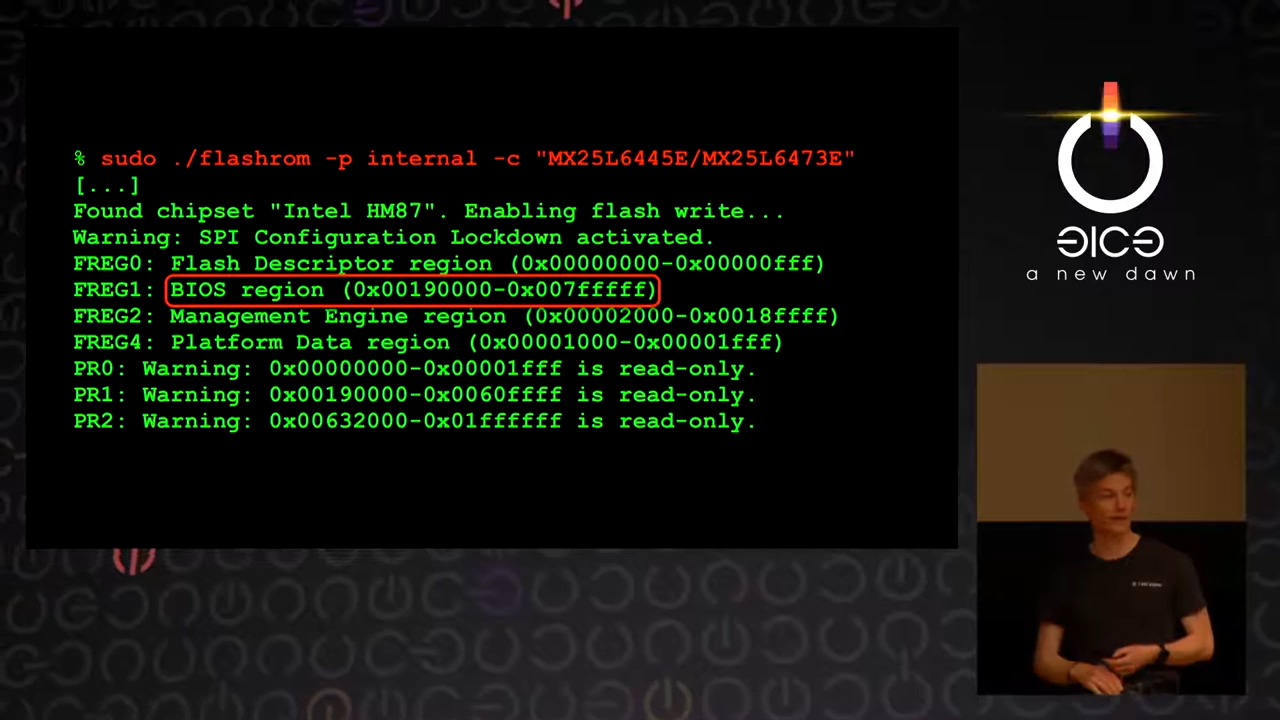 % sudo ./flashrom -p internal -c "MX25L6445E/MX25L6473E"
[...]
Found chipset "Intel HM87". Enabling flash write...
Warning: SPI Configuration Lockdown activated.
FREG0: Flash Descriptor region (0x00000000-0x00000fff)
FREG1: BIOS region (0x00190000-0x007fffff)
FREG2: Management Engine region (0x00002000-0x0018ffff)
FREG4: Platform Data region (0x00001000-0x00001fff)
PR0: Warning: 0x00000000-0x00001fff is read-only.
PR1: Warning: 0x00190000-0x0060ffff is read-only.
PR2: Warning: 0x00632000-0x01ffffff is read-only.
a new dawn